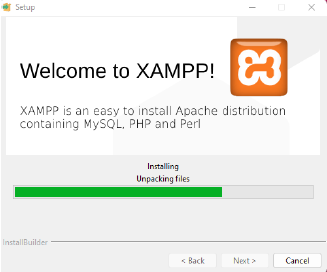 Setup
Welcome to XAMPP!
XAMPP is an easy to install Apache distribution
containing MySQL, PHP and Perl
Installing
Unpacking files
InstallBuilder
< Back
Next >
Cancel